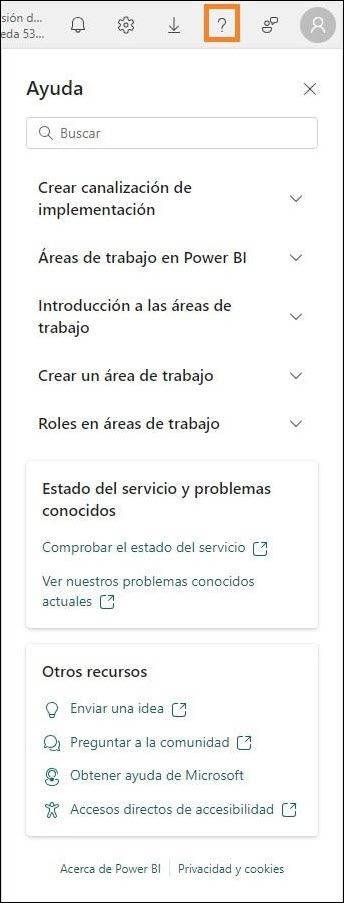 sión d...
eda 53...
?
Ayuda
Buscar
Crear canalización de
implementación
Áreas de trabajo en Power BI
Introducción a las áreas de
trabajo
Crear un área de trabajo
Roles en áreas de trabajo
Estado del servicio y problemas
conocidos
Comprobar el estado del servicio
Ver nuestros problemas conocidos
actuales
Otros recursos
Enviar una idea
Preguntar a la comunidad
Obtener ayuda de Microsoft
Accesos directos de accesibilidad
Acerca de Power BI Privacidad y cookies